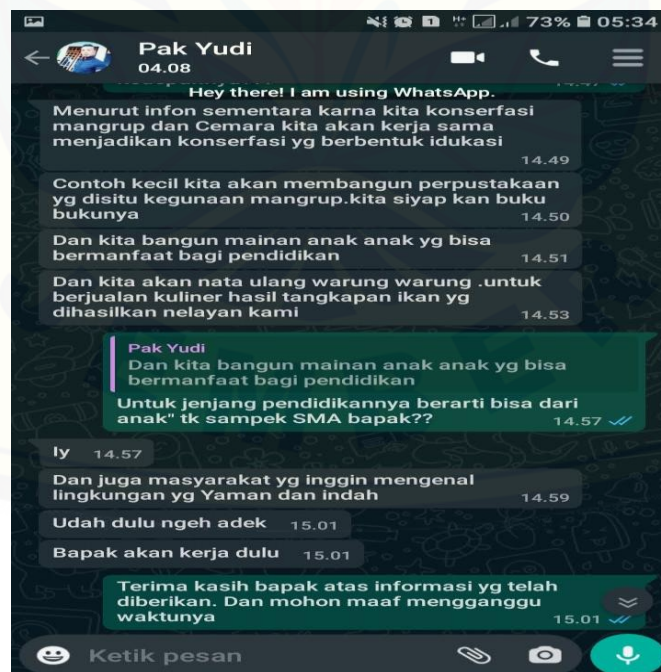 73% 05:34
Pak Yudi
04.08
Hey there! I am using WhatsApp.
Menurut infon sementara karna kita konserfasi
mangrup dan Cemara kita akan kerja sama
menjadikan konserfasi yg berbentuk idukasi
14.49
Contoh kecil kita akan membangun perpustakaan
yg disitu kegunaan mangrup.kita siyap kan buku
bukunya 14.50
Dan kita bangun mainan anak anak yg bisa
bermanfaat bagi pendidikan 14.51
Dan kita akan nata ulang warung warung .untuk
berjualan kuliner hasil tangkapan ikan yg
dihasilkan nelayan kami 14.53
Pak Yudi
Dan kita bangun mainan anak anak yg bisa
bermanfaat bagi pendidikan
Untuk jenjang pendidikannya berarti bisa dari
anak" tk sampek SMA bapak?? 14.57
Iy 14.57
Dan juga masyarakat yg inggin mengenal
lingkungan yg Yaman dan indah 14.59
Udah dulu ngeh adek 15.01
Bapak akan kerja dulu 15.01
Terima kasih bapak atas informasi yg telah
diberikan. Dan mohon maaf mengganggu
waktunya 15.01
Ketik pesan